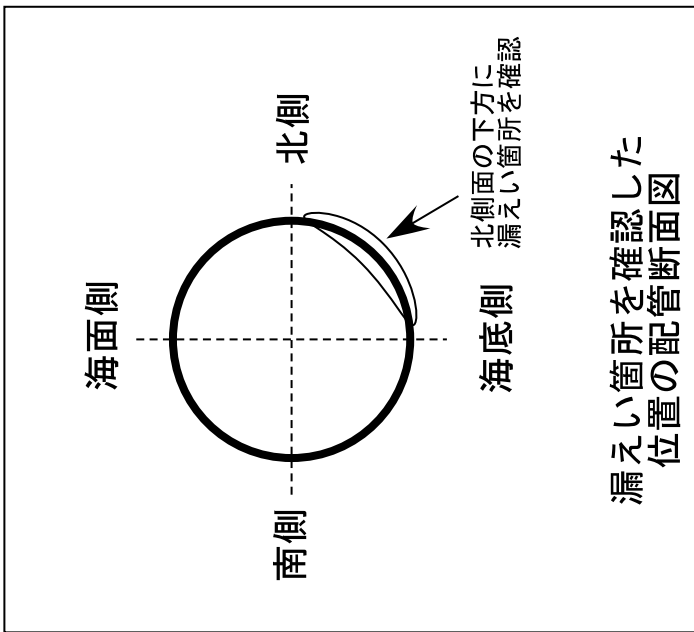 海面側
北側
南側
海底側
北側面の下方に
漏えい箇所を確認
漏えい箇所を確認した
位置の配管断面図